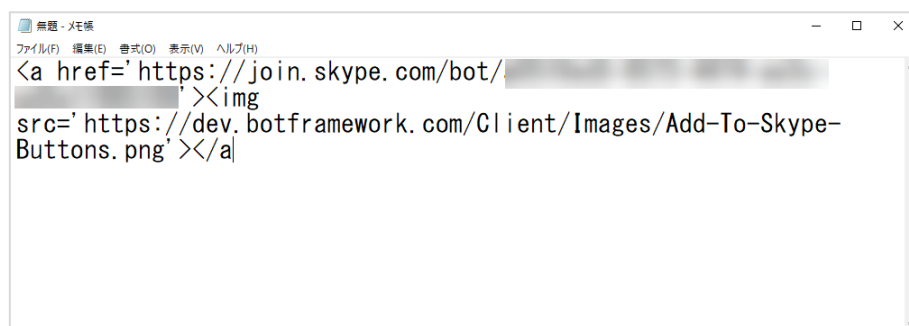 無題 - メモ帳
ファイル(F) 編集(E) 書式(O) 表示(V) ヘルプ(H)
<a href='https://join.skype.com/bot/
'><img
src='https://dev.botframework.com/Client/Images/Add-To-Skype-
Buttons.png'></a